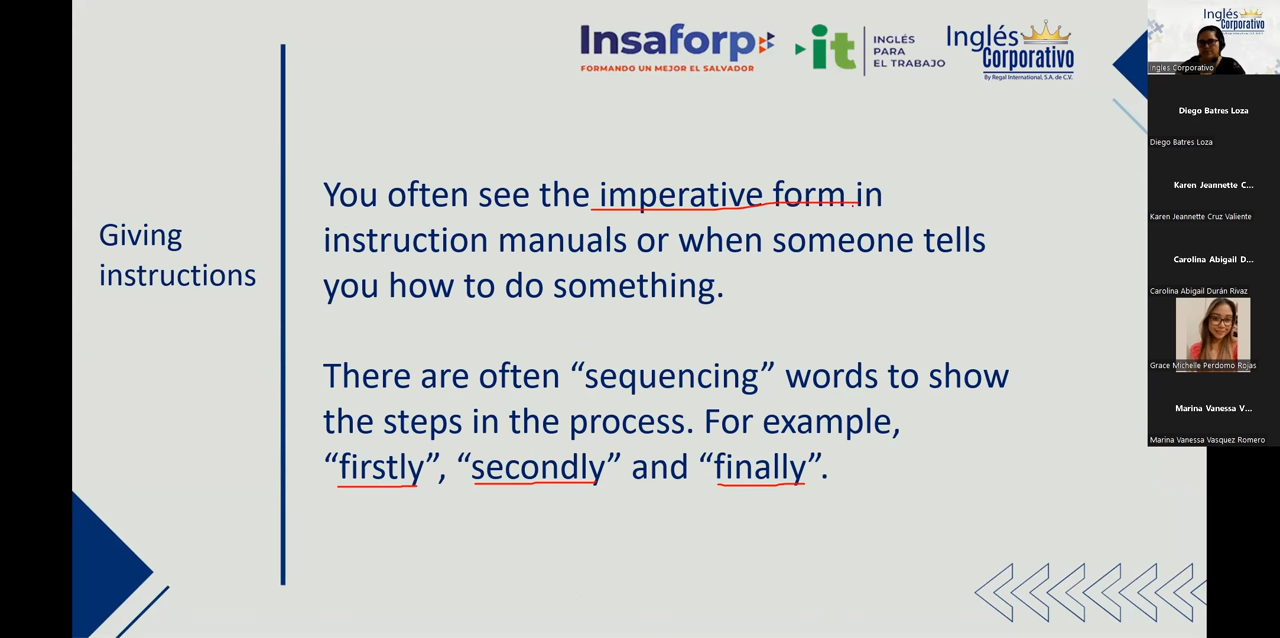 Insaforp
FORMANDO UN MEJOR EL SALVADOR
it
INGLÉS
PARA
EL TRABAJO
Inglés
Corporativo
By Regal International, S.A. de C.V.
Giving
instructions
You often see the imperative form in
instruction manuals or when someone tells
you how to do something.
There are often “sequencing” words to show
the steps in the process. For example,
“firstly”, “secondly” and “finally”.
Inglés
Corporativo
Inglés Corporativo
Diego Batres Loza
Diego Batres Loza
Karen Jeannette C...
Karen Jeannette Cruz Valiente
Carolina Abigail D...
Carolina Abigail Durán Rivaz
Grace Michelle Perdomo Rojas
Marina Vanessa V...
Marina Vanessa Vasquez Romero